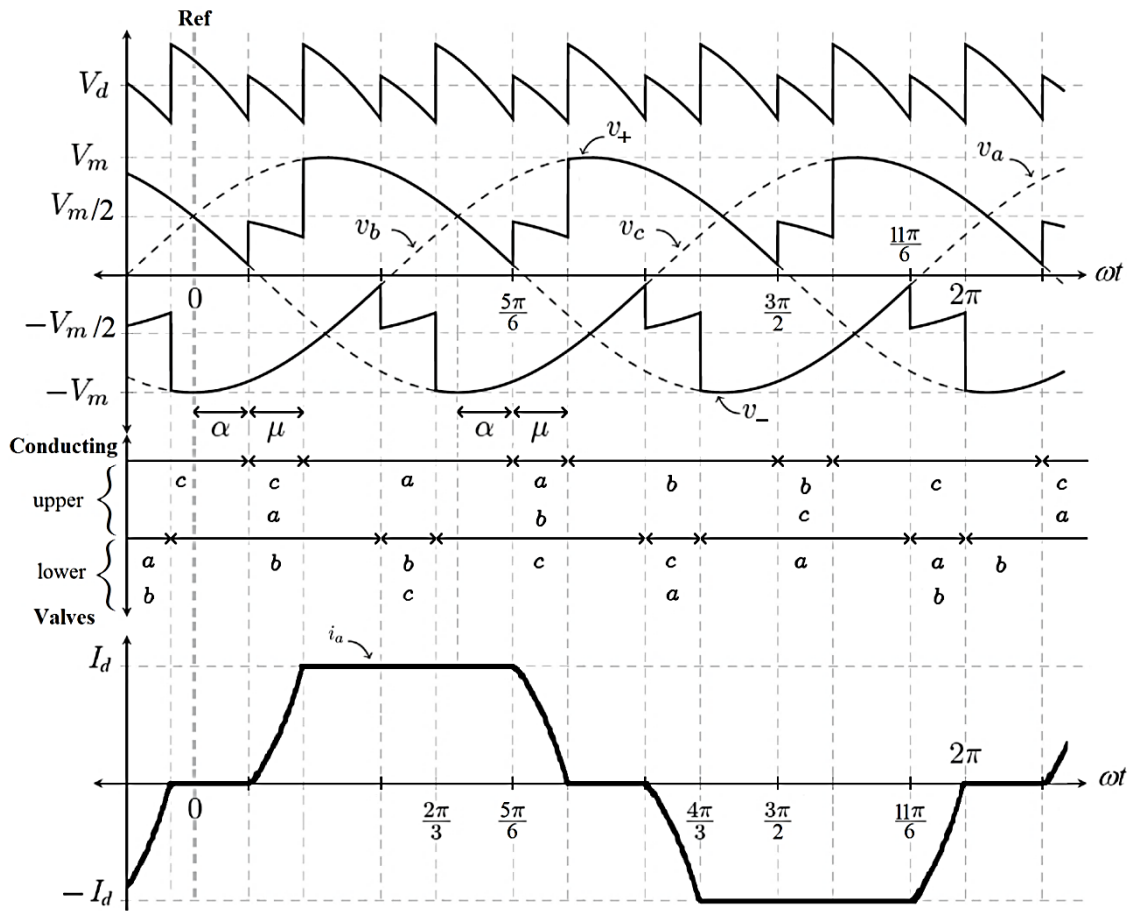 Ref
V_d
V_m
v_+
v_a
V_m/2
v_b
v_c
11π/6
ωt
0
5π/6
3π/2
2π
−V_m/2
−V_m
v_−
α μ α μ
Conducting
upper
c c a a b b c c
a b c a
lower
a b b c c a a b
b c a b
Valves
i_a
I_d
2π
ωt
0
2π/3
5π/6
4π/3
3π/2
11π/6
−I_d